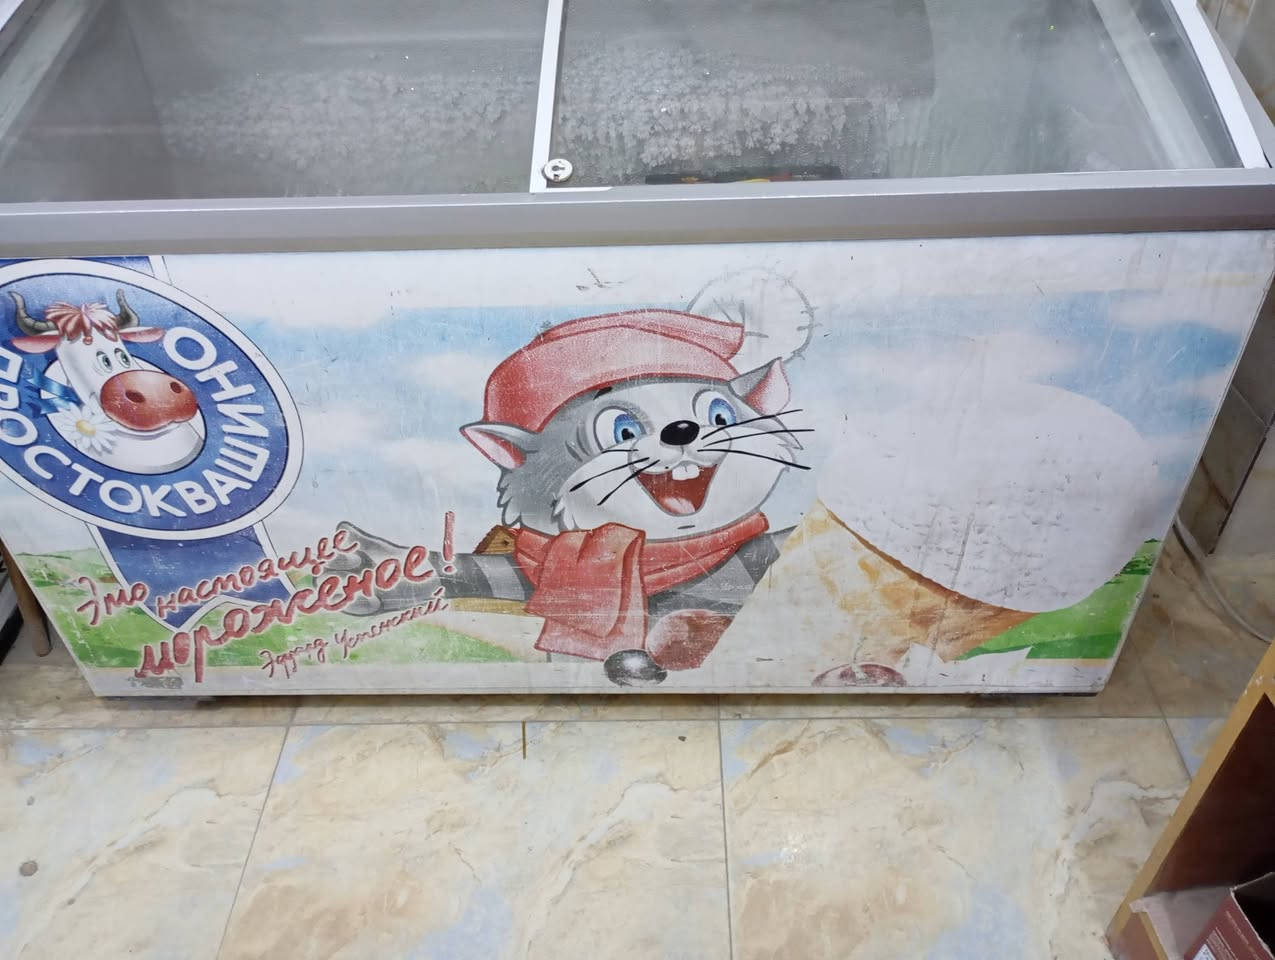 ПРОСТОКВАШИНО
Это настоящее
мороженое!
Эдуард Успенский